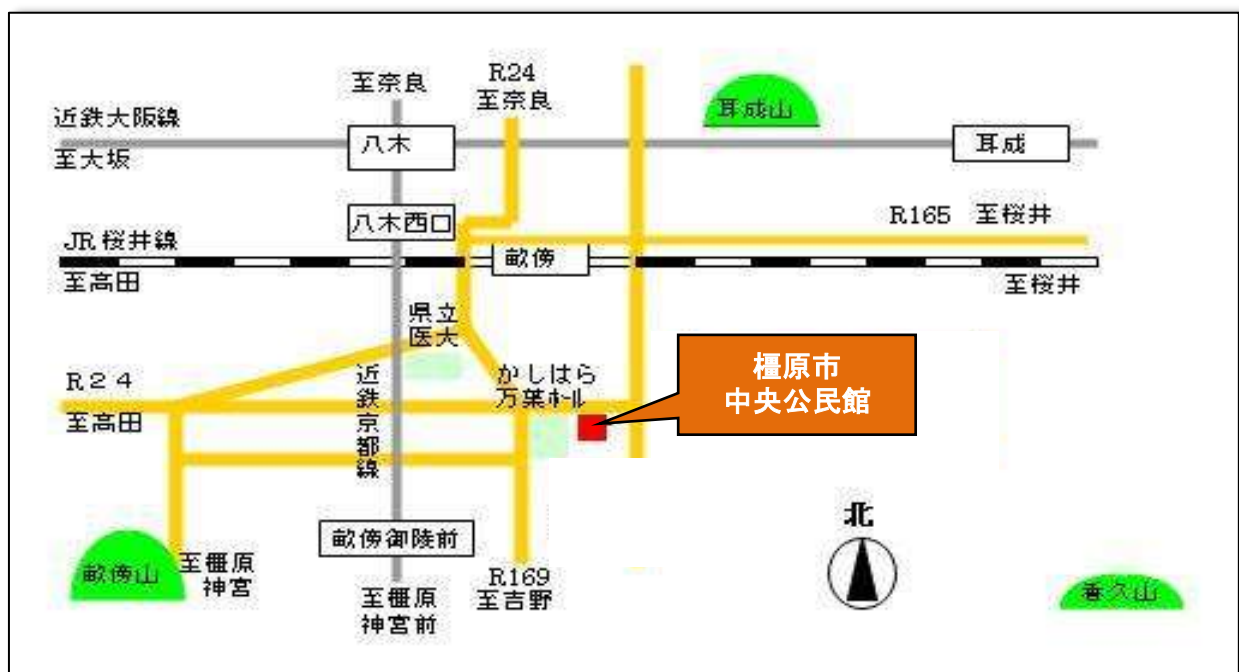 R24
至奈良
至奈良
耳成山
近鉄大阪線
至大坂
八木
耳成
八木西口
R165 至桜井
JR桜井線
至高田
畝傍
至桜井
県立
医大
かしはら
万葉ホール
橿原市
中央公民館
R24
至高田
近鉄京都線
北
畝傍御陵前
畝傍山
至橿原
神宮
R169
至吉野
至橿原
神宮前
香久山